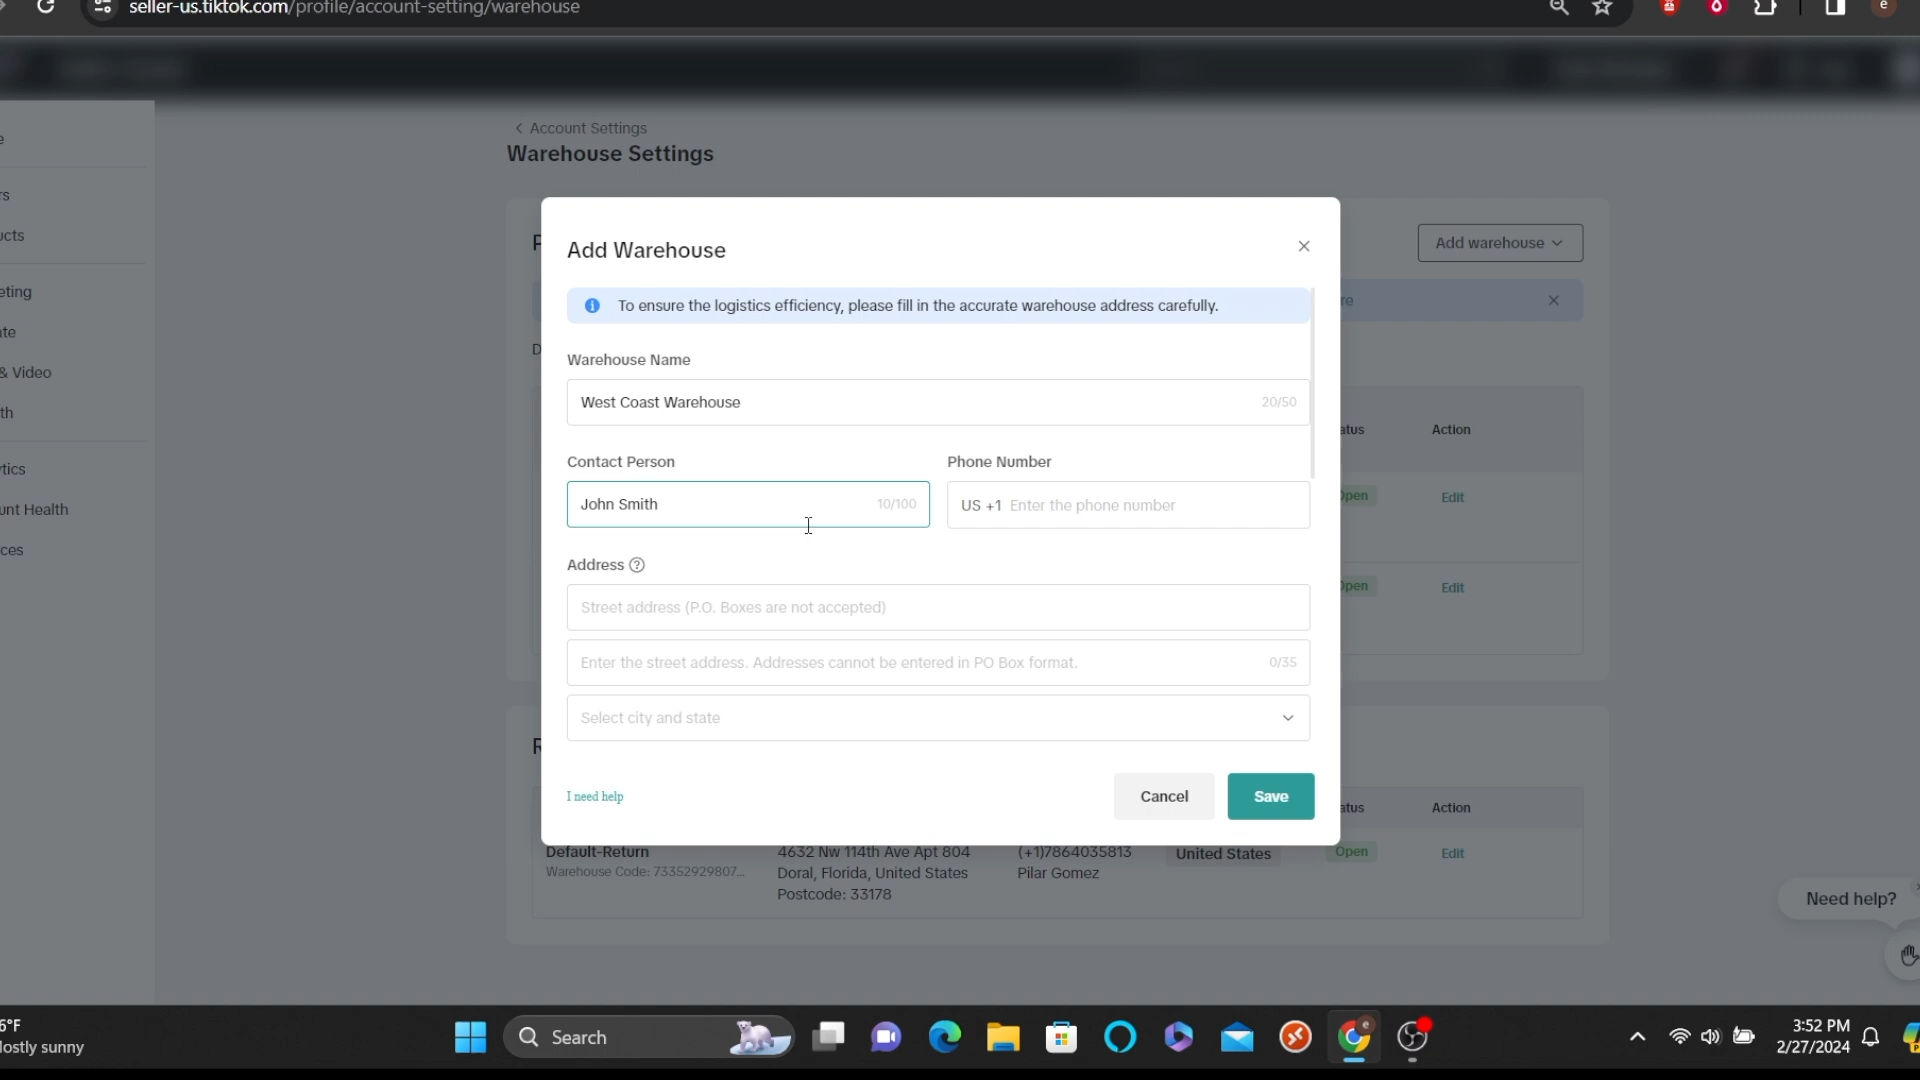 seller-us.tiktok.com/profile/account-setting/warehouse
e
Account Settings
Warehouse Settings
Add warehouse
Add Warehouse
To ensure the logistics efficiency, please fill in the accurate warehouse address carefully.
Warehouse Name
West Coast Warehouse 20/50
Contact Person Phone Number
John Smith 10/100 US +1 Enter the phone number
Address
Street address (P.O. Boxes are not accepted)
Enter the street address. Addresses cannot be entered in PO Box format. 0/35
Select city and state
I need help Cancel Save
e
rs
ucts
eting
ate
& Video
th
tics
unt Health
ces
re
atus Action
Open Edit
Open Edit
atus Action
Default-Return 4632 Nw 114th Ave Apt 804 (+1)7864035813 United States Open Edit
Warehouse Code: 73352929807... Doral, Florida, United States Pilar Gomez
Postcode: 33178
Need help?
6°F
Mostly sunny
Search
3:52 PM
2/27/2024